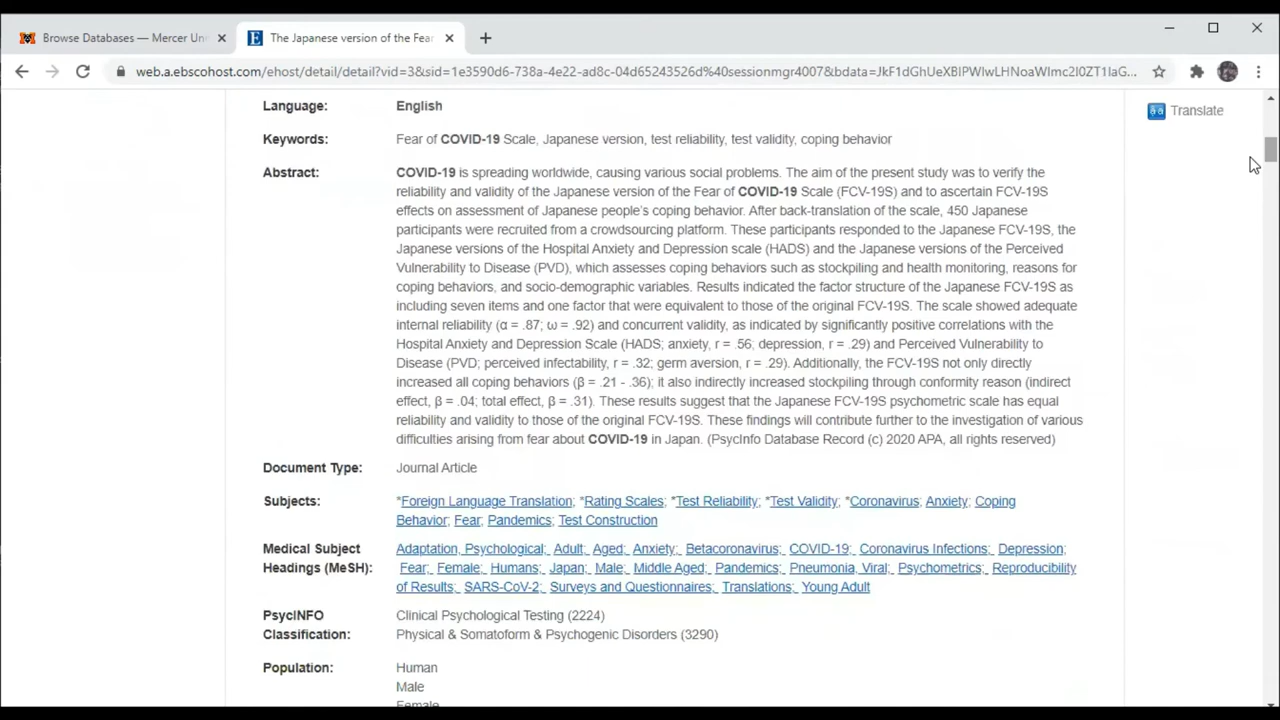 Browse Databases — Mercer Uni
The Japanese version of the Fear
web.a.ebscohost.com/ehost/detail/detail?vid=3&sid=1e3590d6-738a-4e22-ad8c-04d65243526d%40sessionmgr4007&bdata=JkF1dGhUeXBlPWlwLHNoaWImc2l0ZT1laG...
Translate
Language: English
Keywords: Fear of COVID-19 Scale, Japanese version, test reliability, test validity, coping behavior
Abstract: COVID-19 is spreading worldwide, causing various social problems. The aim of the present study was to verify the
reliability and validity of the Japanese version of the Fear of COVID-19 Scale (FCV-19S) and to ascertain FCV-19S
effects on assessment of Japanese people's coping behavior. After back-translation of the scale, 450 Japanese
participants were recruited from a crowdsourcing platform. These participants responded to the Japanese FCV-19S, the
Japanese versions of the Hospital Anxiety and Depression scale (HADS) and the Japanese versions of the Perceived
Vulnerability to Disease (PVD), which assesses coping behaviors such as stockpiling and health monitoring, reasons for
coping behaviors, and socio-demographic variables. Results indicated the factor structure of the Japanese FCV-19S as
including seven items and one factor that were equivalent to those of the original FCV-19S. The scale showed adequate
internal reliability (α = .87; ω = .92) and concurrent validity, as indicated by significantly positive correlations with the
Hospital Anxiety and Depression Scale (HADS; anxiety, r = .56; depression, r = .29) and Perceived Vulnerability to
Disease (PVD; perceived infectability, r = .32; germ aversion, r = .29). Additionally, the FCV-19S not only directly
increased all coping behaviors (β = .21 - .36); it also indirectly increased stockpiling through conformity reason (indirect
effect, β = .04; total effect, β = .31). These results suggest that the Japanese FCV-19S psychometric scale has equal
reliability and validity to those of the original FCV-19S. These findings will contribute further to the investigation of various
difficulties arising from fear about COVID-19 in Japan. (PsycInfo Database Record (c) 2020 APA, all rights reserved)
Document Type: Journal Article
Subjects: *Foreign Language Translation; *Rating Scales; *Test Reliability; *Test Validity; *Coronavirus; Anxiety; Coping
Behavior; Fear; Pandemics; Test Construction
Medical Subject Adaptation, Psychological; Adult; Aged; Anxiety; Betacoronavirus; COVID-19; Coronavirus Infections; Depression;
Headings (MeSH): Fear; Female; Humans; Japan; Male; Middle Aged; Pandemics; Pneumonia, Viral; Psychometrics; Reproducibility
of Results; SARS-CoV-2; Surveys and Questionnaires; Translations; Young Adult
PsycINFO Clinical Psychological Testing (2224)
Classification: Physical & Somatoform & Psychogenic Disorders (3290)
Population: Human
Male
Female